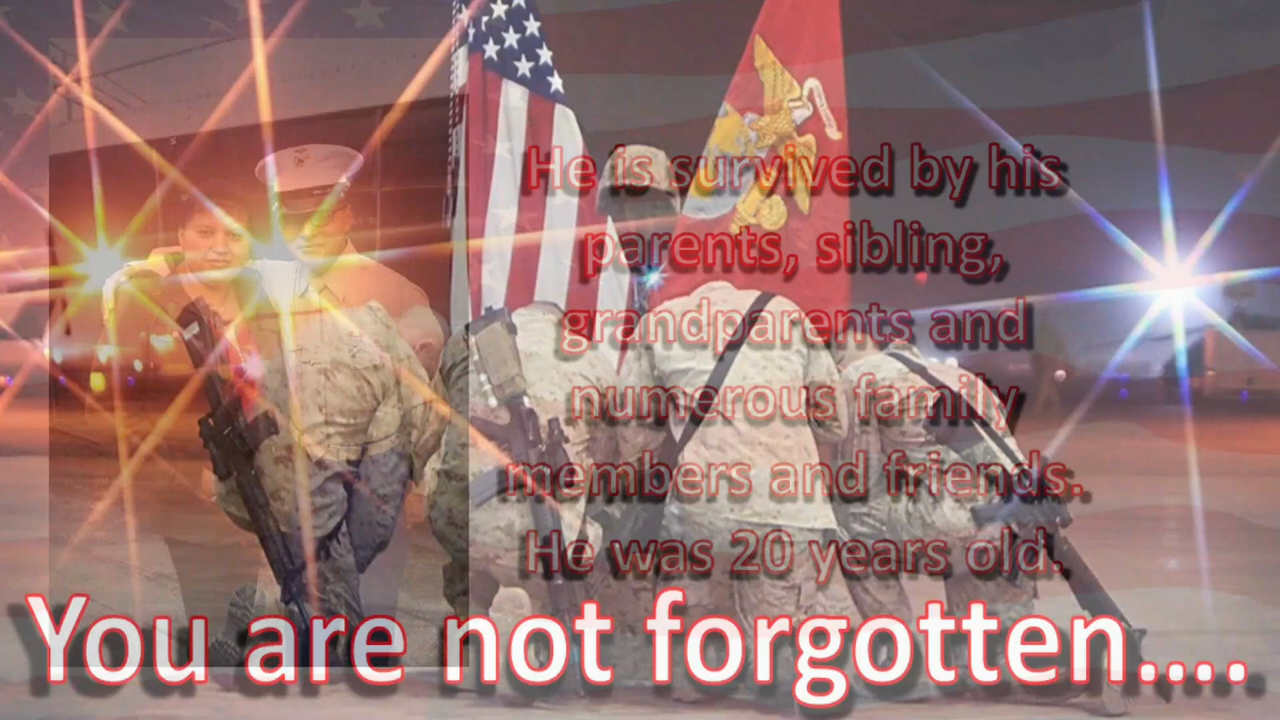 He is survived by his
parents, sibling,
grandparents and
numerous family
members and friends.
He was 20 years old.
You are not forgotten....